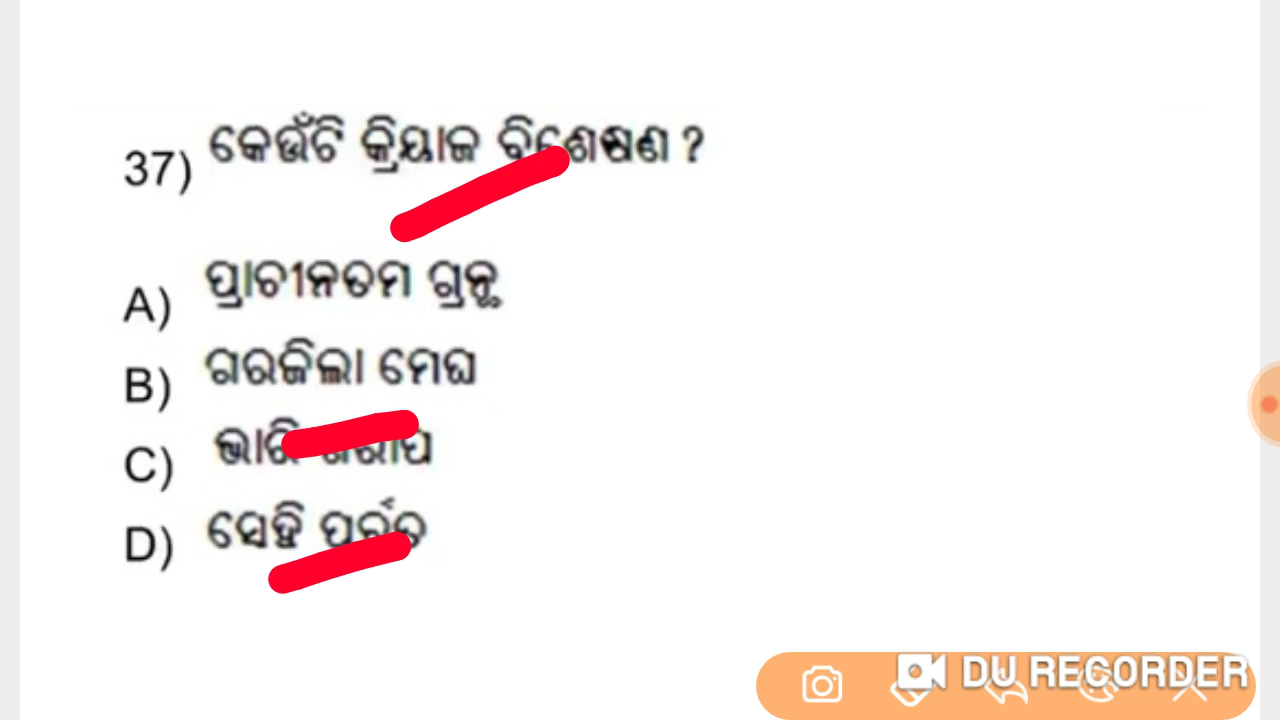 37) କେଉଁଟି କ୍ରିୟାଜ ବିଶେଷଣ ?
A) ପ୍ରାଚୀନତମ ଗ୍ରନ୍ଥ
B) ଗରଜିଲା ମେଘ
C) ଭାରି
D) ସେହି ପର୍ବତ
DU RECORDER